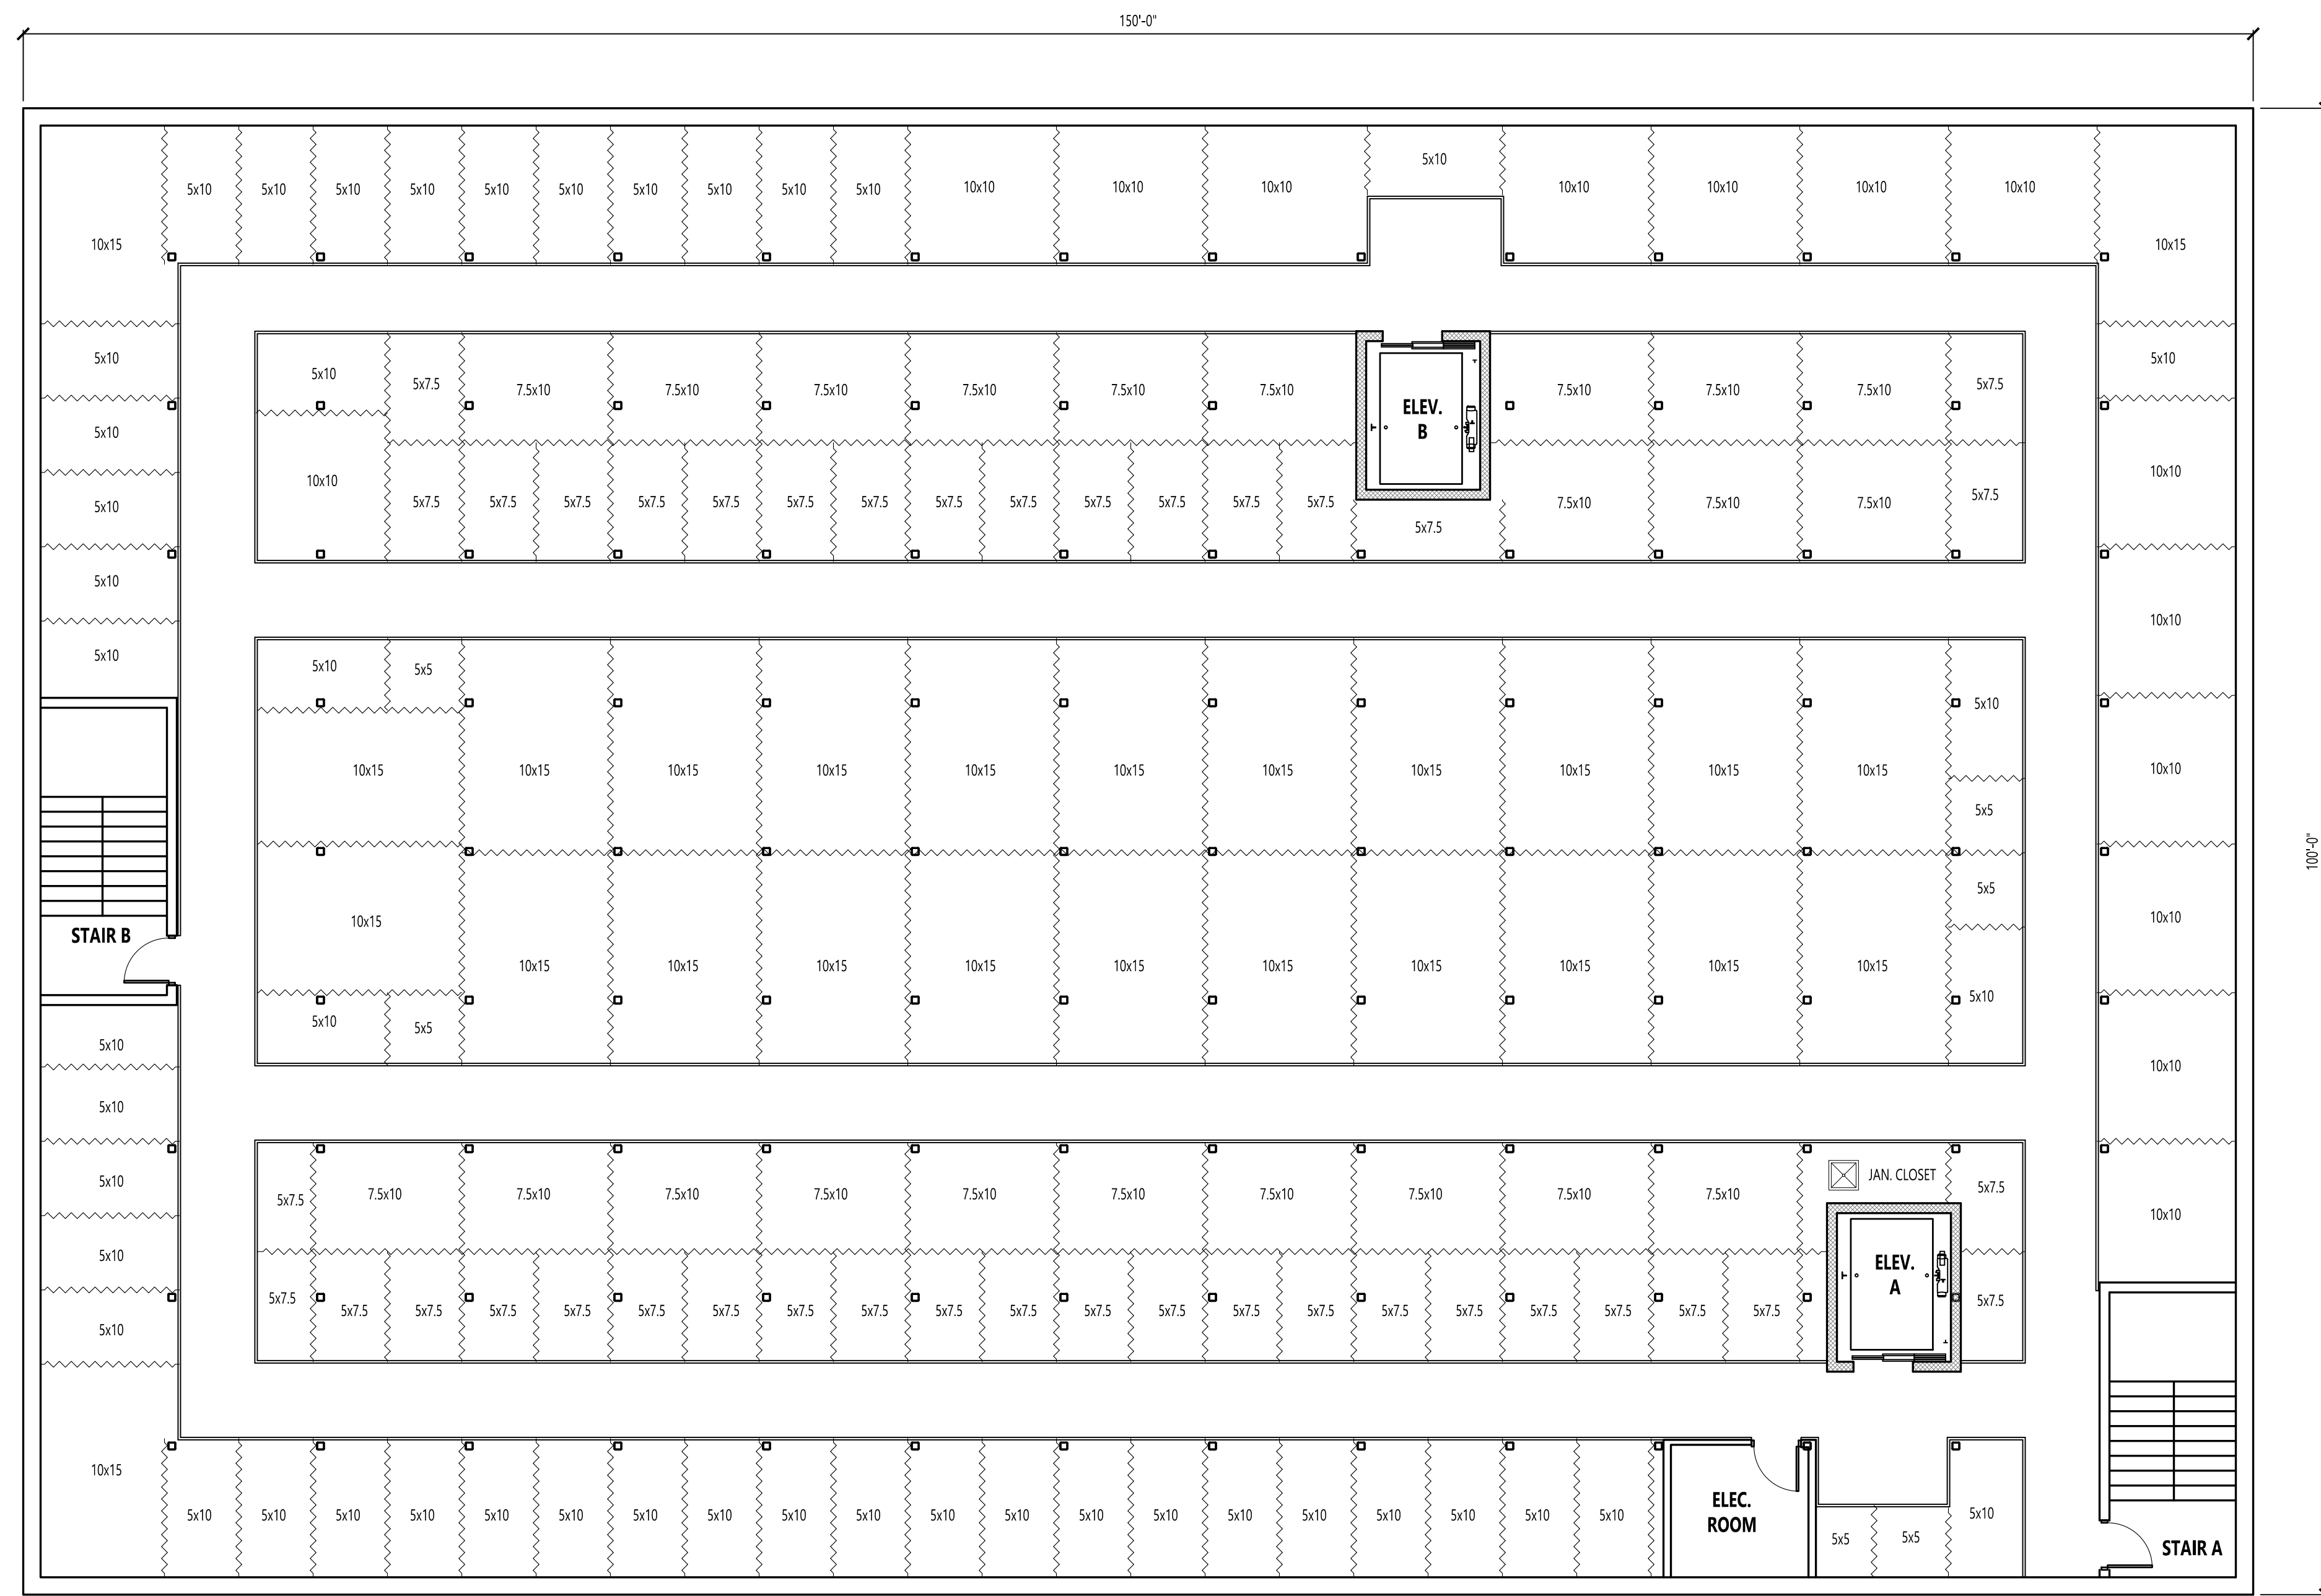 150'-0"
5x10
5x10 5x10 5x10 5x10 5x10 5x10 5x10 5x10 5x10 5x10 10x10 10x10 10x10 10x10 10x10 10x10 10x10
10x15 10x15
5x10 5x10
5x10 5x7.5 7.5x10 7.5x10 7.5x10 7.5x10 7.5x10 7.5x10 7.5x10 7.5x10 7.5x10 5x7.5
ELEV.
B
5x10
10x10 10x10
5x7.5 5x7.5 5x7.5 5x7.5 5x7.5 5x7.5 5x7.5 5x7.5 5x7.5 5x7.5 5x7.5 5x7.5 5x7.5 7.5x10 7.5x10 7.5x10 5x7.5
5x10
5x7.5
5x10
10x10
5x10
5x10 5x5
5x10
10x15 10x15 10x15 10x15 10x15 10x15 10x15 10x15 10x15 10x15 10x15
10x10
5x5
100'-0"
5x5
10x15
10x10
STAIR B
10x15 10x15 10x15 10x15 10x15 10x15 10x15 10x15 10x15 10x15
5x10
5x10 5x5
5x10
10x10
5x10
5x10
JAN. CLOSET
5x7.5 7.5x10 7.5x10 7.5x10 7.5x10 7.5x10 7.5x10 7.5x10 7.5x10 7.5x10 7.5x10 5x7.5
10x10
5x10
ELEV.
A
5x7.5 5x7.5 5x7.5 5x7.5 5x7.5 5x7.5 5x7.5 5x7.5 5x7.5 5x7.5 5x7.5 5x7.5 5x7.5 5x7.5 5x7.5 5x7.5 5x7.5 5x7.5 5x7.5 5x7.5 5x7.5 5x7.5
5x10
10x15
5x10 5x10 5x10 5x10 5x10 5x10 5x10 5x10 5x10 5x10 5x10 5x10 5x10 5x10 5x10 5x10 5x10 5x10 5x10 5x10
ELEC.
ROOM
5x5 5x5 5x10
STAIR A